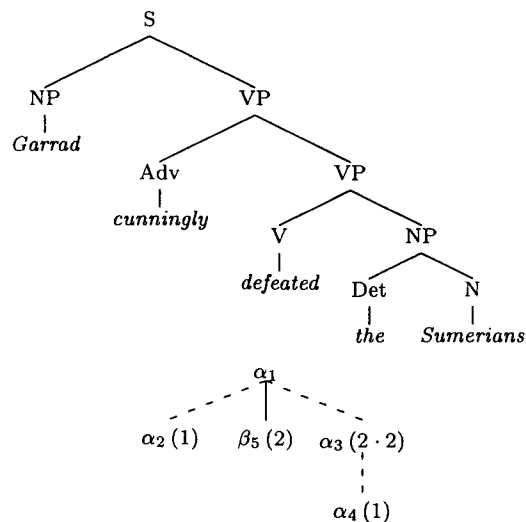 S
NP VP
Garrad
Adv VP
cunningly
V NP
defeated
Det N
the Sumerians
α₁
α₂ (1) β₅ (2) α₃ (2 · 2)
α₄ (1)